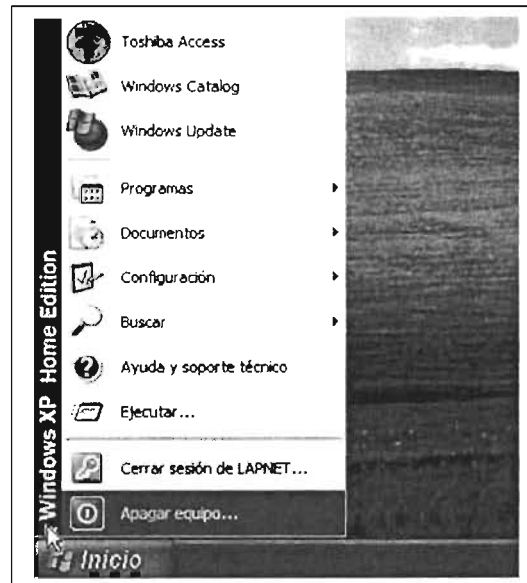 Toshiba Access
Windows Catalog
Windows Update
Programas
Documentos
Configuración
Buscar
Ayuda y soporte técnico
Ejecutar...
Cerrar sesión de LAPNET...
Apagar equipo...
Windows XP Home Edition
Inicio